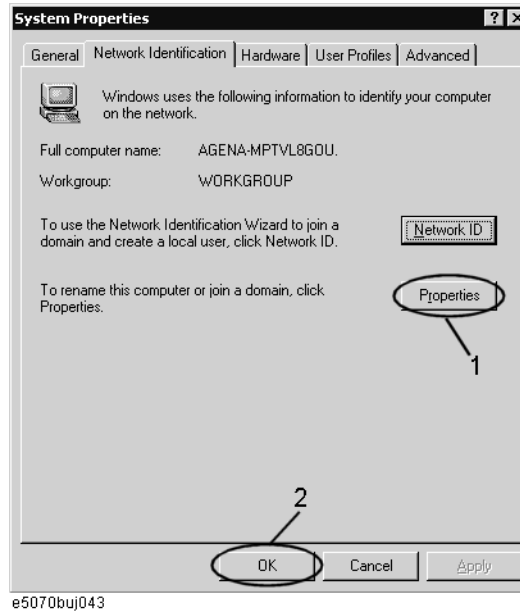 System Properties
General Network Identification Hardware User Profiles Advanced
Windows uses the following information to identify your computer
on the network.
Full computer name: AGENA-MPTVL8GOU.
Workgroup: WORKGROUP
To use the Network Identification Wizard to join a
domain and create a local user, click Network ID.
Network ID
To rename this computer or join a domain, click
Properties.
Properties
1
2
OK Cancel Apply
e5070buj043